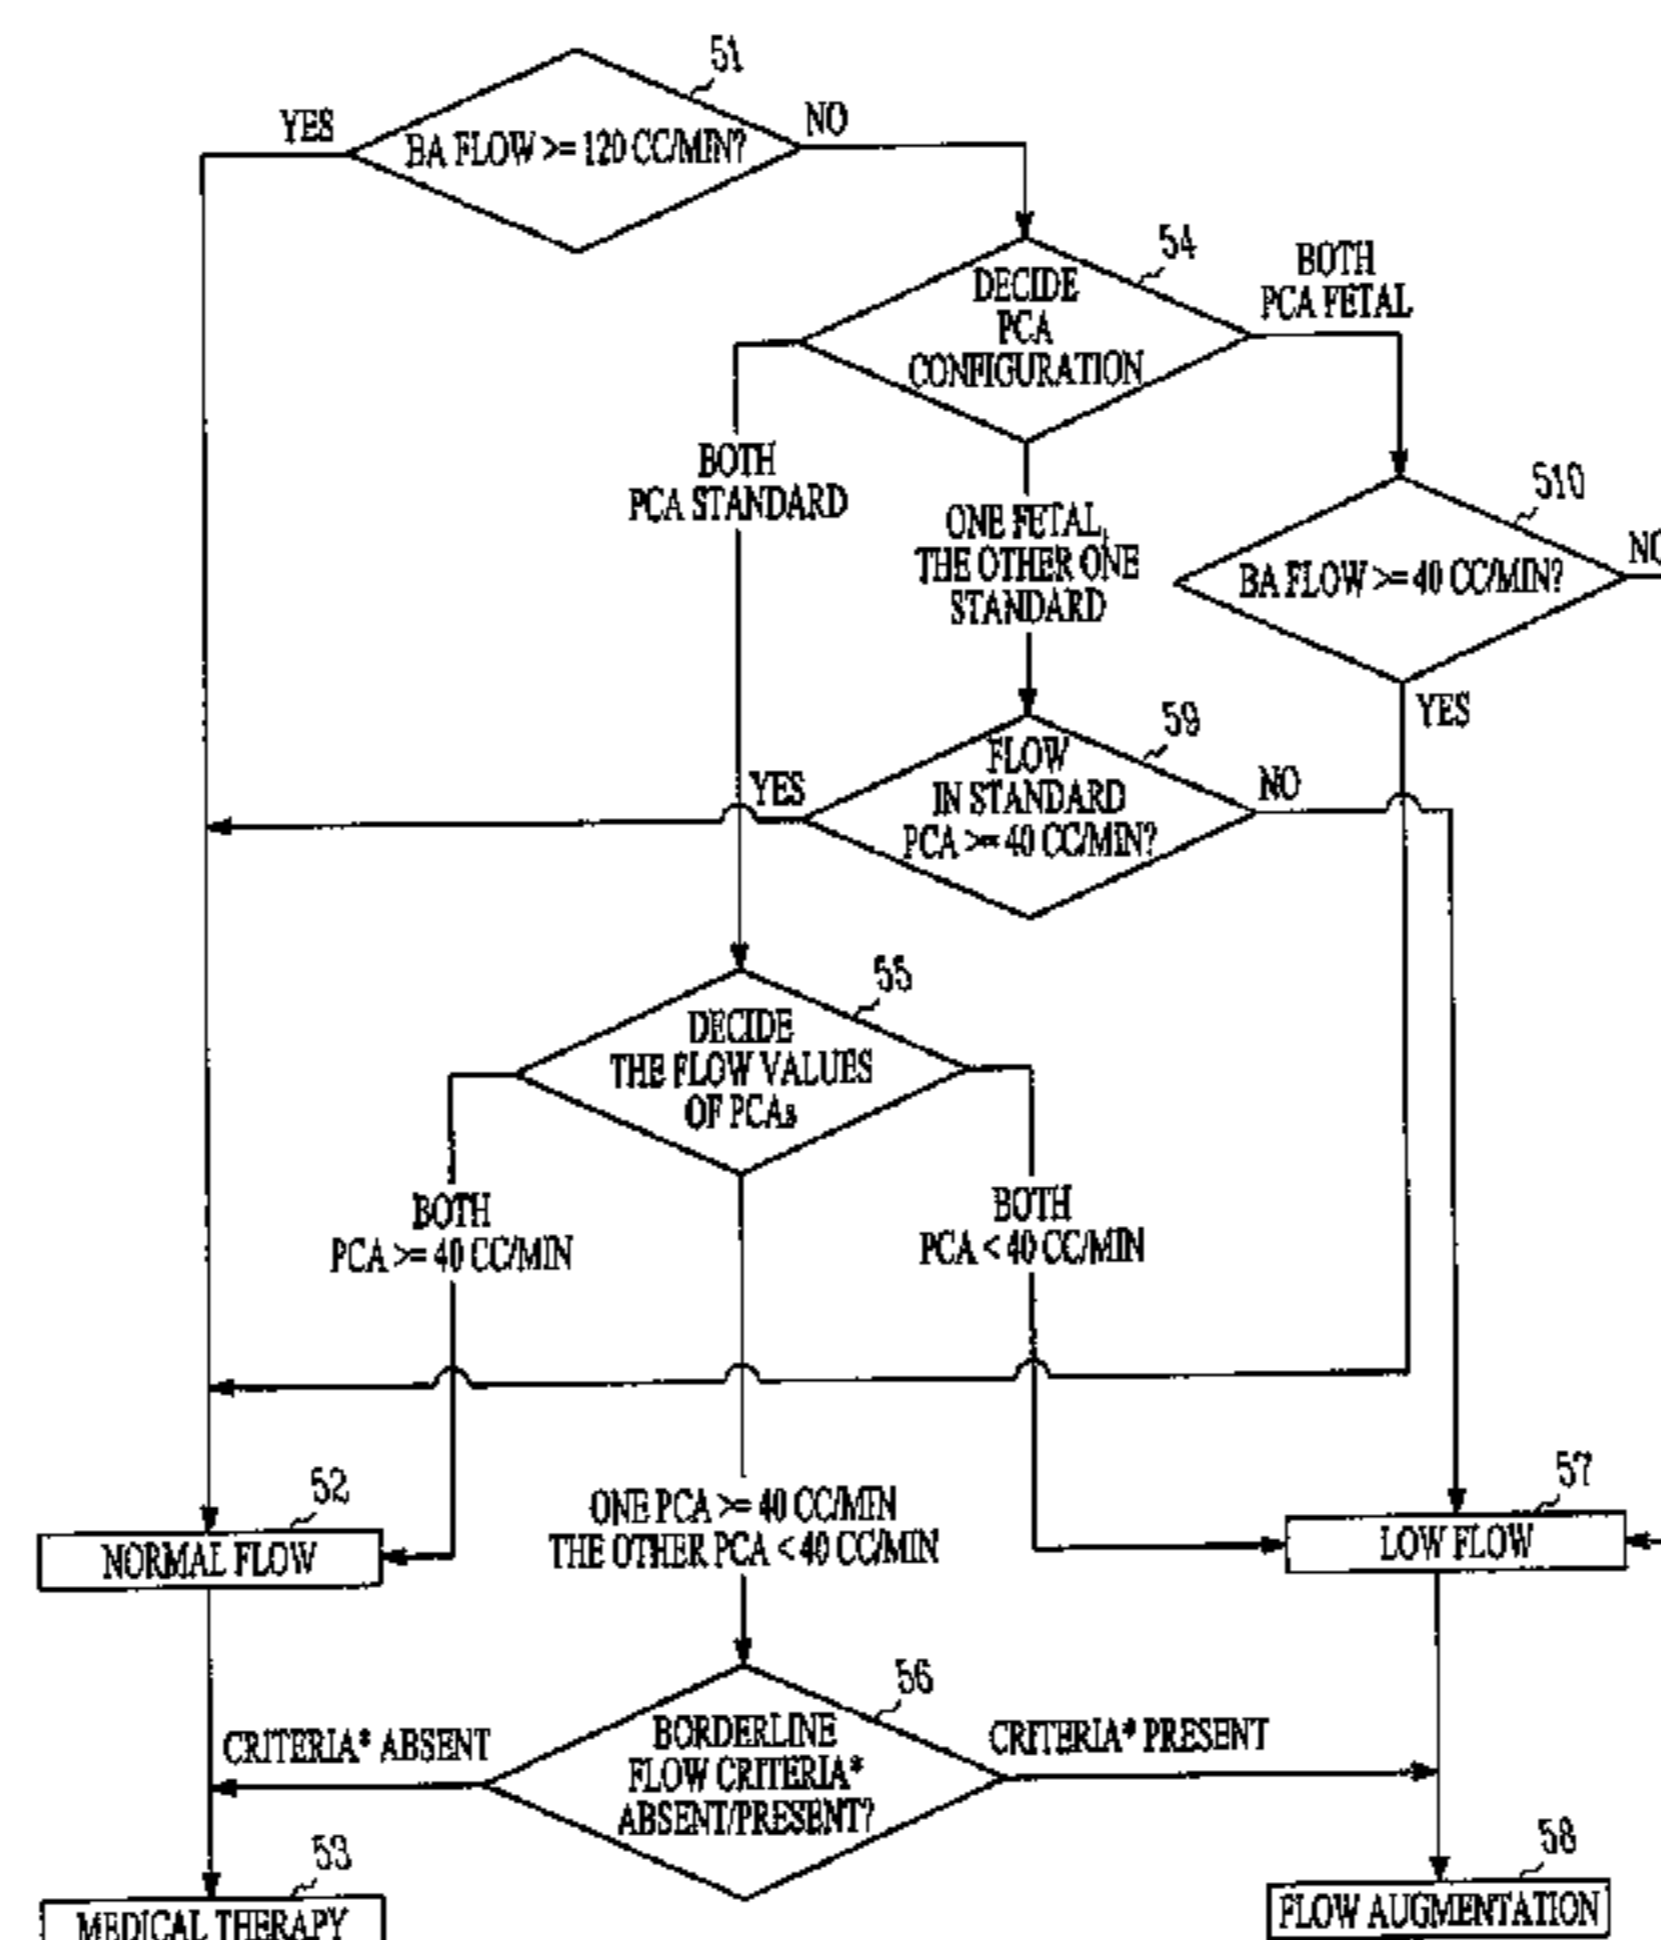 51
YES
NO
BA FLOW >= 120 CC/MIN?
54
BOTH
PCA FETAL
DECIDE
PCA
CONFIGURATION
BOTH
PCA STANDARD
ONE FETAL,
THE OTHER ONE
STANDARD
510
NO
BA FLOW >= 40 CC/MIN?
YES
59
YES
FLOW
IN STANDARD
PCA >= 40 CC/MIN?
NO
55
DECIDE
THE FLOW VALUES
OF PCAs
BOTH
PCA >= 40 CC/MIN
BOTH
PCA < 40 CC/MIN
52
NORMAL FLOW
ONE PCA >= 40 CC/MIN
THE OTHER PCA < 40 CC/MIN
57
LOW FLOW
56
CRITERIA* ABSENT
BORDERLINE
FLOW CRITERIA*
ABSENT/PRESENT?
CRITERIA* PRESENT
53
MEDICAL THERAPY
58
FLOW AUGMENTATION